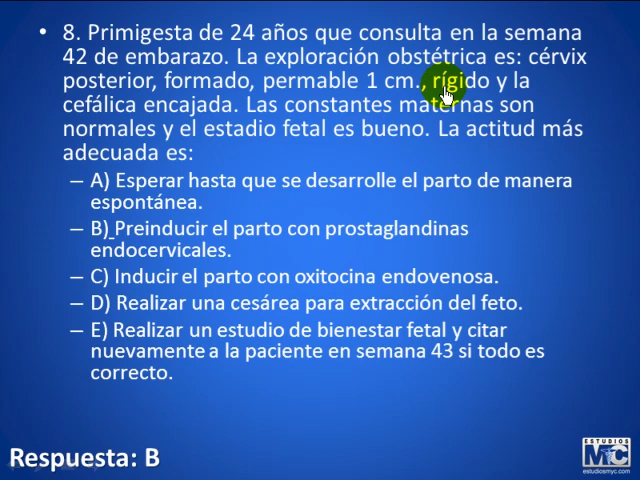 • 8. Primigesta de 24 años que consulta en la semana
42 de embarazo. La exploración obstétrica es: cérvix
posterior, formado, permable 1 cm., rígido y la
cefálica encajada. Las constantes maternas son
normales y el estadio fetal es bueno. La actitud más
adecuada es:
– A) Esperar hasta que se desarrolle el parto de manera
espontánea.
– B) Preinducir el parto con prostaglandinas
endocervicales.
– C) Inducir el parto con oxitocina endovenosa.
– D) Realizar una cesárea para extracción del feto.
– E) Realizar un estudio de bienestar fetal y citar
nuevamente a la paciente en semana 43 si todo es
correcto.
Respuesta: B
ESTUDIOS
MyC
estudiosmyc.com